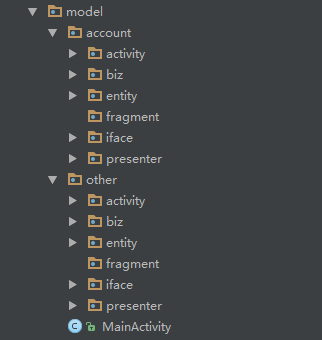 model
account
activity
biz
entity
fragment
iface
presenter
other
activity
biz
entity
fragment
iface
presenter
C MainActivity